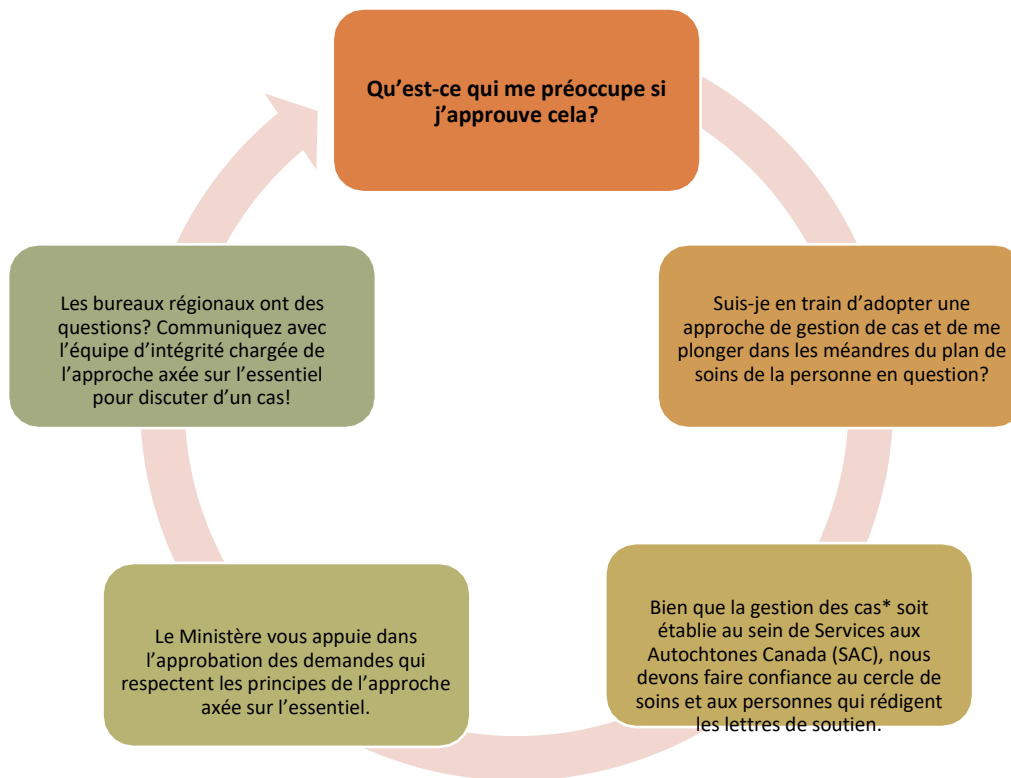 Qu’est-ce qui me préoccupe si
j’approuve cela?
Suis-je en train d’adopter une
approche de gestion de cas et de me
plonger dans les méandres du plan de
soins de la personne en question?
Bien que la gestion des cas* soit
établie au sein de Services aux
Autochtones Canada (SAC), nous
devons faire confiance au cercle de
soins et aux personnes qui rédigent
les lettres de soutien.
Le Ministère vous appuie dans
l’approbation des demandes qui
respectent les principes de l’approche
axée sur l’essentiel.
Les bureaux régionaux ont des
questions? Communiquez avec
l’équipe d’intégrité chargée de
l’approche axée sur l’essentiel
pour discuter d’un cas!